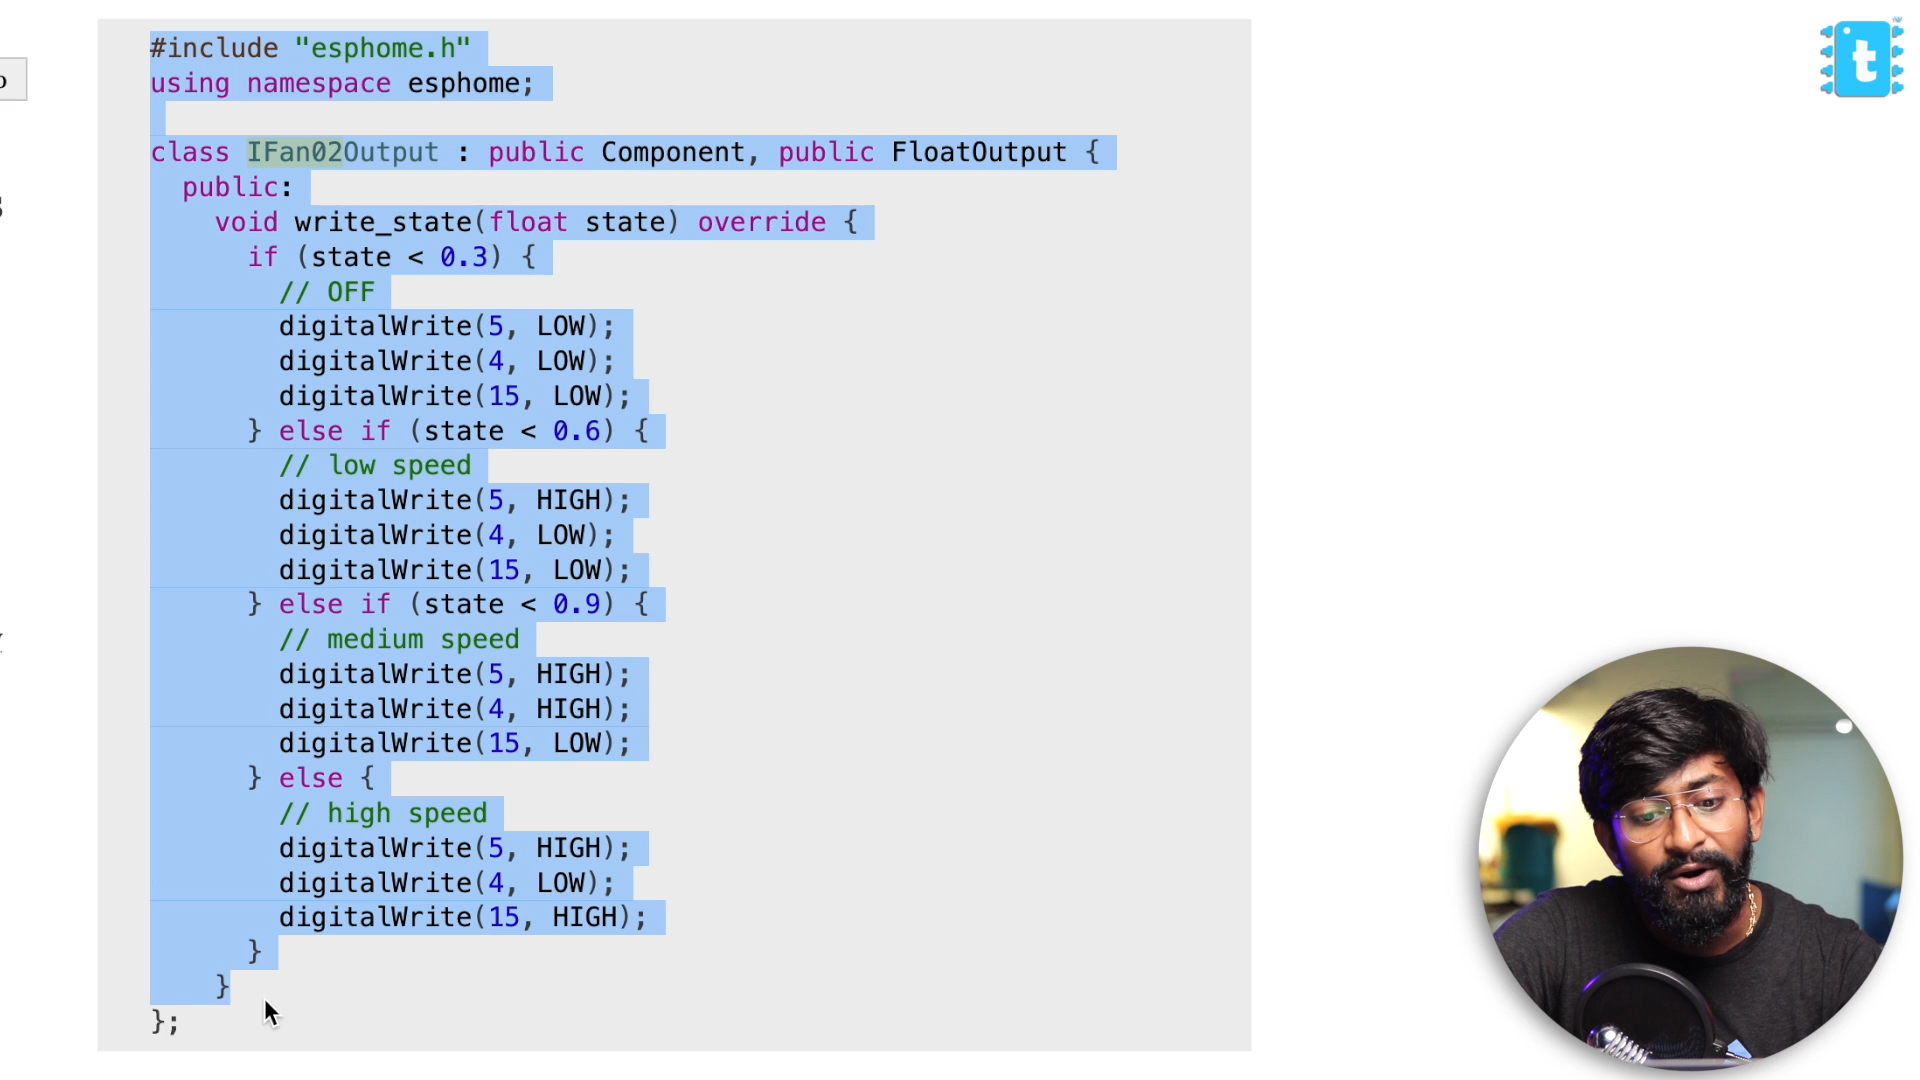 #include "esphome.h"
using namespace esphome;
class IFan02Output : public Component, public FloatOutput {
public:
void write_state(float state) override {
if (state < 0.3) {
// OFF
digitalWrite(5, LOW);
digitalWrite(4, LOW);
digitalWrite(15, LOW);
} else if (state < 0.6) {
// low speed
digitalWrite(5, HIGH);
digitalWrite(4, LOW);
digitalWrite(15, LOW);
} else if (state < 0.9) {
// medium speed
digitalWrite(5, HIGH);
digitalWrite(4, HIGH);
digitalWrite(15, LOW);
} else {
// high speed
digitalWrite(5, HIGH);
digitalWrite(4, LOW);
digitalWrite(15, HIGH);
}
}
};
t